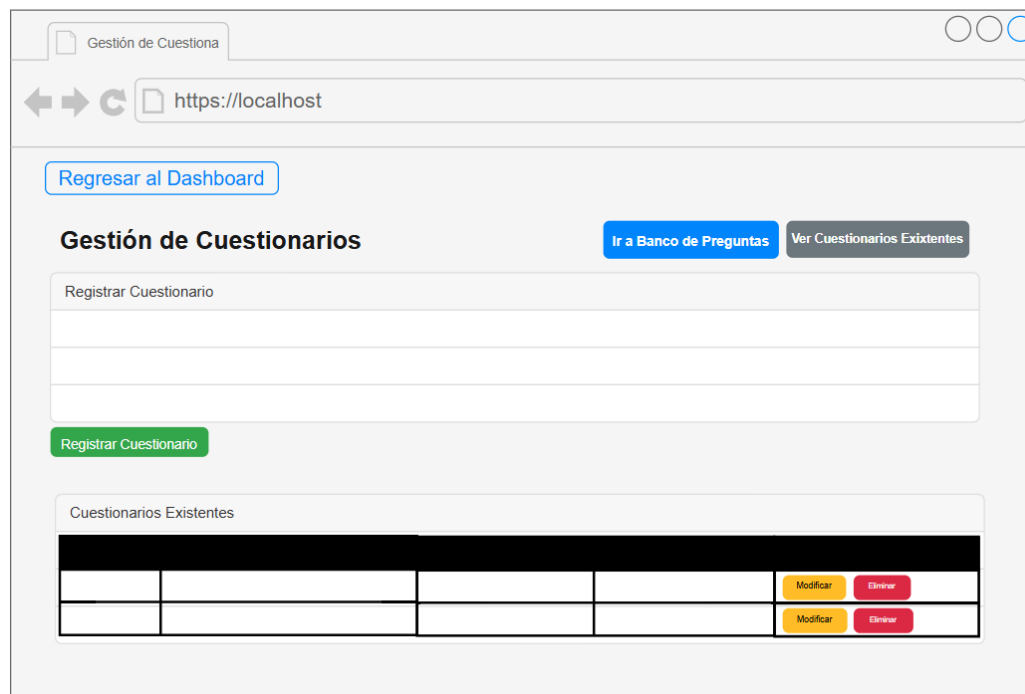 Gestión de Cuestiona
https://localhost
Regresar al Dashboard
Gestión de Cuestionarios
Ir a Banco de Preguntas
Ver Cuestionarios Exixtentes
Registrar Cuestionario
Registrar Cuestionario
Cuestionarios Existentes
Modificar Eliminar
Modificar Eliminar